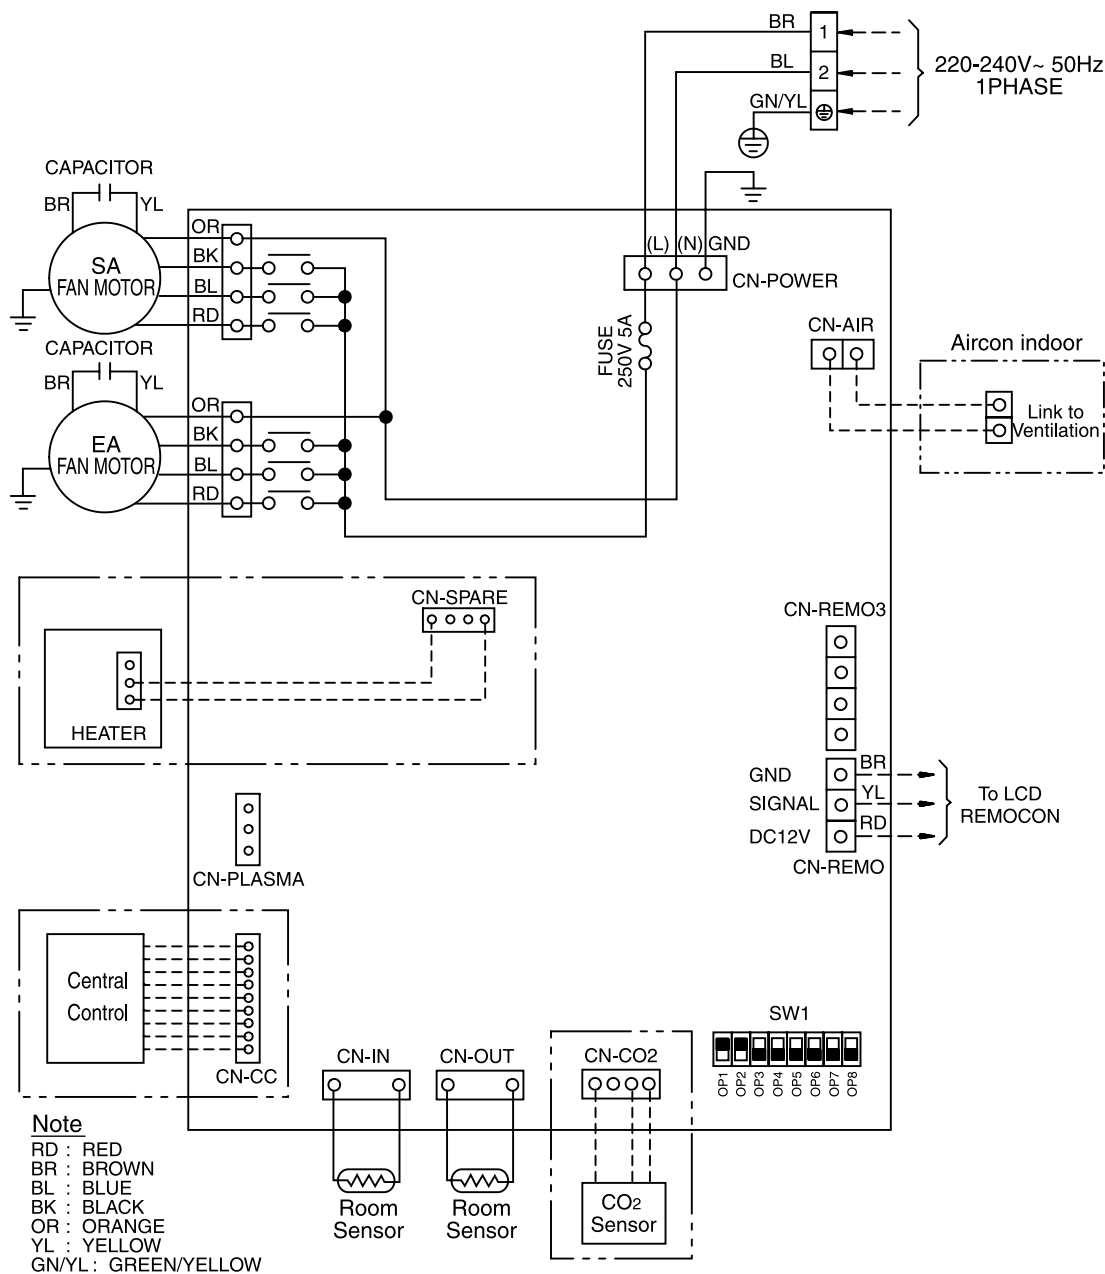 BR
1
BL
2
GN/YL
220-240V~ 50Hz
1PHASE
CAPACITOR
BR
YL
SA
FAN MOTOR
OR
BK
BL
RD
(L)
(N)
GND
CN-POWER
FUSE
250V 5A
CN-AIR
Aircon indoor
Link to
Ventilation
CAPACITOR
BR
YL
EA
FAN MOTOR
OR
BK
BL
RD
CN-SPARE
HEATER
CN-REMO3
GND
BR
SIGNAL
YL
DC12V
RD
CN-REMO
To LCD
REMOCON
CN-PLASMA
Central
Control
CN-CC
CN-IN
CN-OUT
CN-CO2
SW1
OP1
OP2
OP3
OP4
OP5
OP6
OP7
OP8
Room
Sensor
Room
Sensor
CO2
Sensor
Note
RD : RED
BR : BROWN
BL : BLUE
BK : BLACK
OR : ORANGE
YL : YELLOW
GN/YL : GREEN/YELLOW